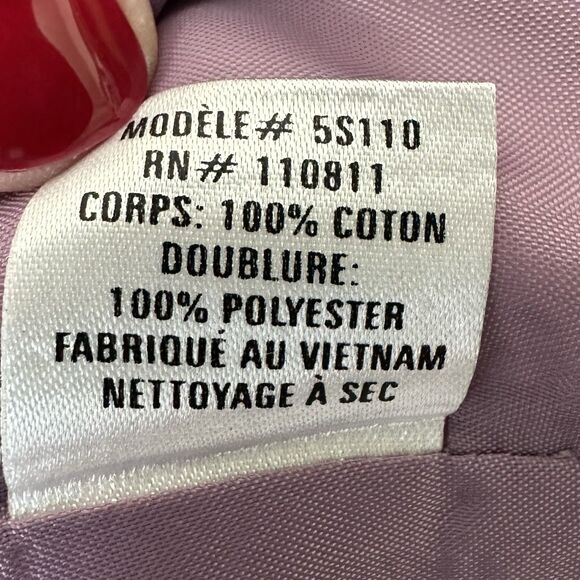 MODÈLE# 5S110
RN# 110811
CORPS: 100% COTON
DOUBLURE:
100% POLYESTER
FABRIQUÉ AU VIETNAM
NETTOYAGE À SEC